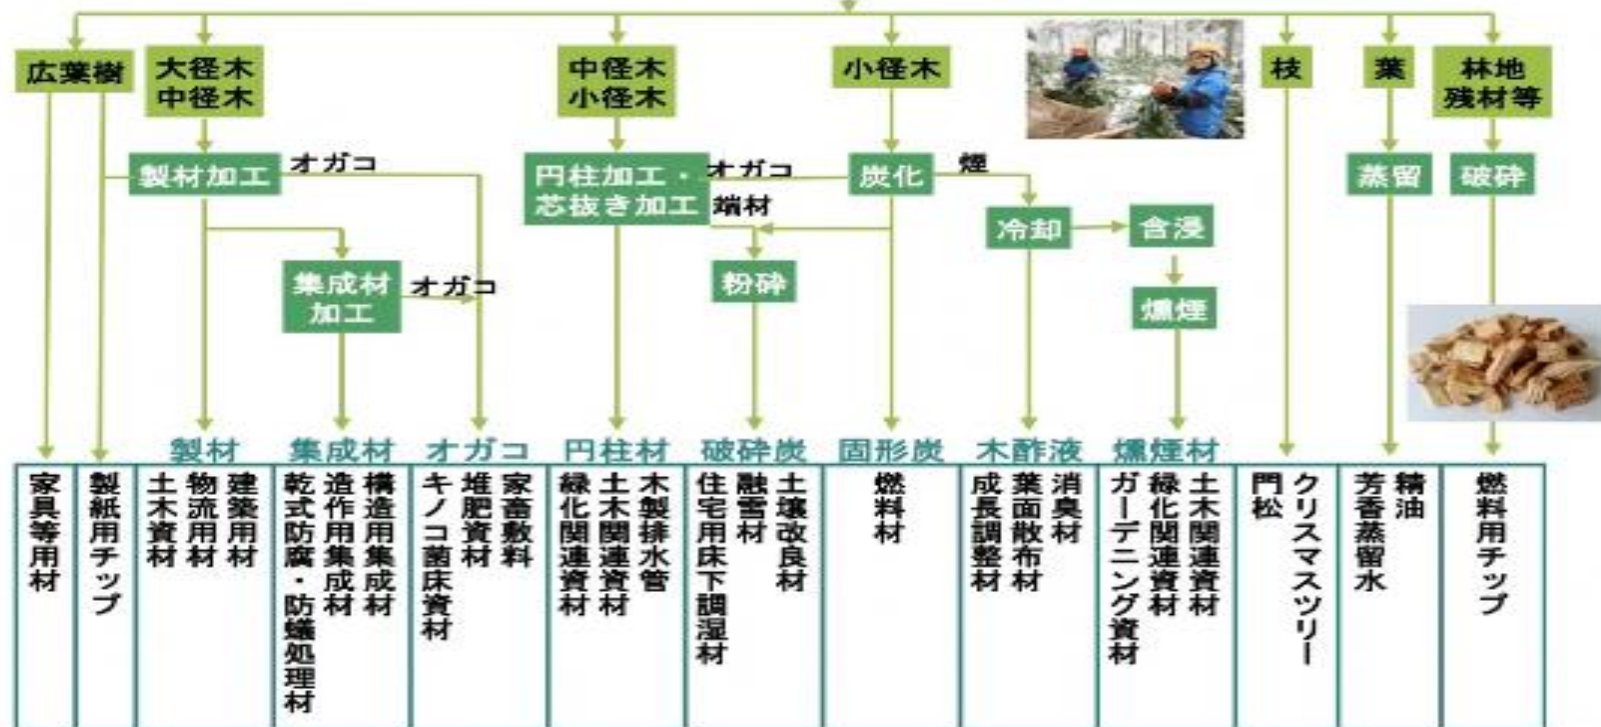 広葉樹
大径木
中径木
中径木
小径木
小径木
枝
葉
林地
残材等
製材加工
オガコ
円柱加工・
芯抜き加工
オガコ
端材
炭化
煙
蒸留
破砕
冷却
含浸
集成材
加工
オガコ
粉砕
燻煙
製材
集成材
オガコ
円柱材
破砕炭
固形炭
木酢液
燻煙材
家具等用材
製紙用チップ
建築用材
物流用材
土木資材
構造用集成材
造作用集成材
乾式防腐・防蟻処理材
家畜敷料
堆肥資材
キノコ菌床資材
木製排水管
土木関連資材
緑化関連資材
土壌改良材
融雪材
住宅用床下調湿材
燃料材
消臭材
葉面散布材
成長調整材
土木関連資材
緑化関連資材
ガーデニング資材
クリスマスツリー
門松
精油
芳香蒸留水
燃料用チップ